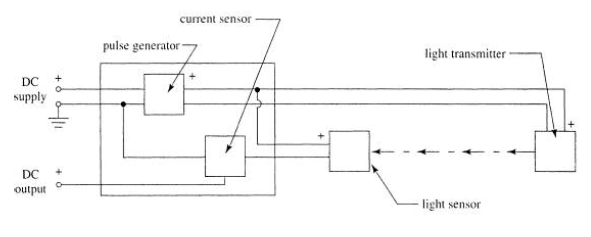 current sensor
pulse generator
light transmitter
DC
supply
+
+
+
+
DC
output
+
light sensor